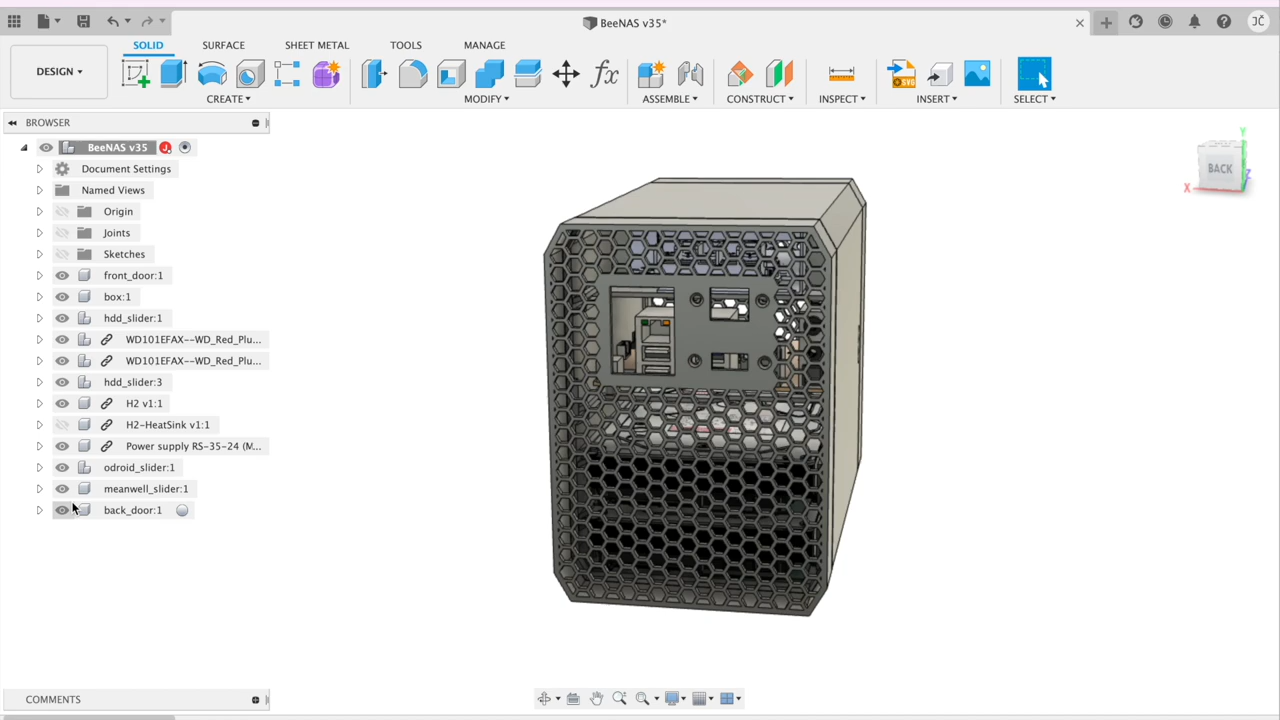 BeeNAS v35*
JČ
SOLID
SURFACE
SHEET METAL
TOOLS
MANAGE
DESIGN
CREATE
MODIFY
ASSEMBLE
CONSTRUCT
INSPECT
INSERT
SELECT
BROWSER
BeeNAS v35
Document Settings
Named Views
Origin
Joints
Sketches
front_door:1
box:1
hdd_slider:1
WD101EFAX--WD_Red_Plu...
WD101EFAX--WD_Red_Plu...
hdd_slider:3
H2 v1:1
H2-HeatSink v1:1
Power supply RS-35-24 (M...
odroid_slider:1
meanwell_slider:1
back_door:1
Y
BACK
X
Z
COMMENTS